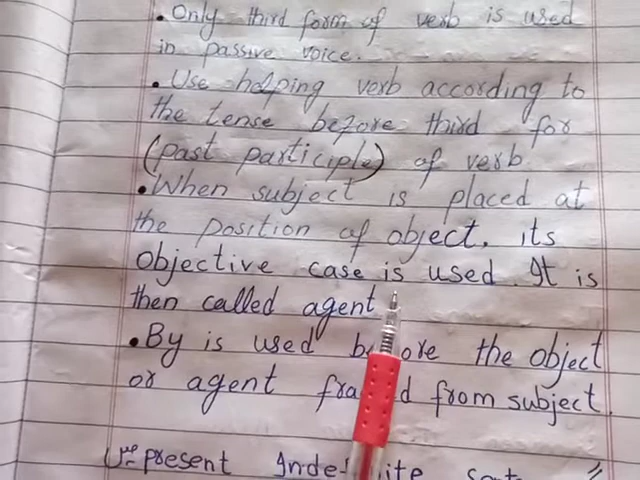 • Only third form of verb is used
in passive voice.
• Use helping verb according to
the tense before third for
(past participle) of verb.
• When subject is placed at
the position of object, its
objective case is used. It is
then called agent
• By is used b ore the object
or agent fra d from subject
present Inde ite